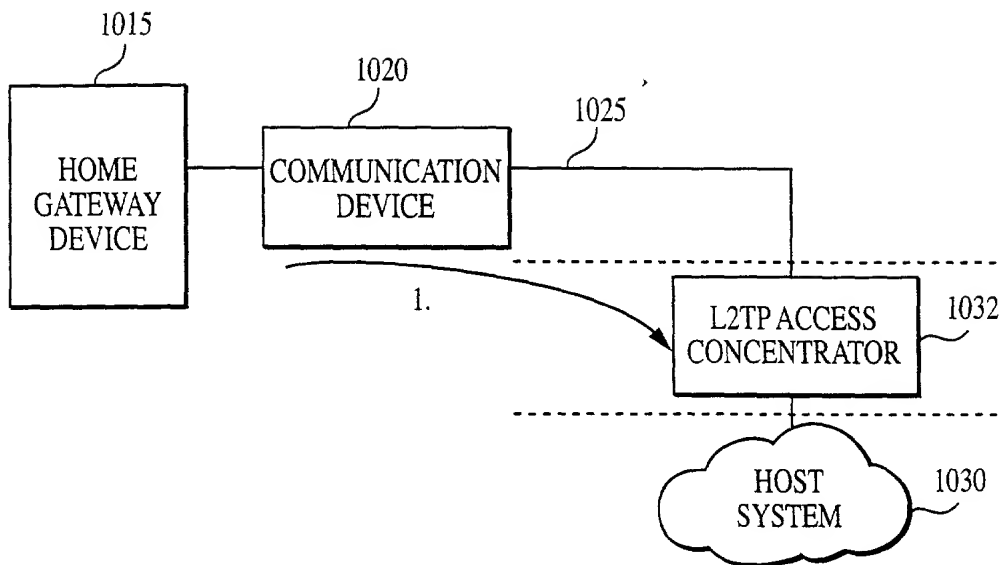 1015
1020
1025
HOME
GATEWAY
DEVICE
COMMUNICATION
DEVICE
1.
L2TP ACCESS
CONCENTRATOR
1032
HOST
SYSTEM
1030